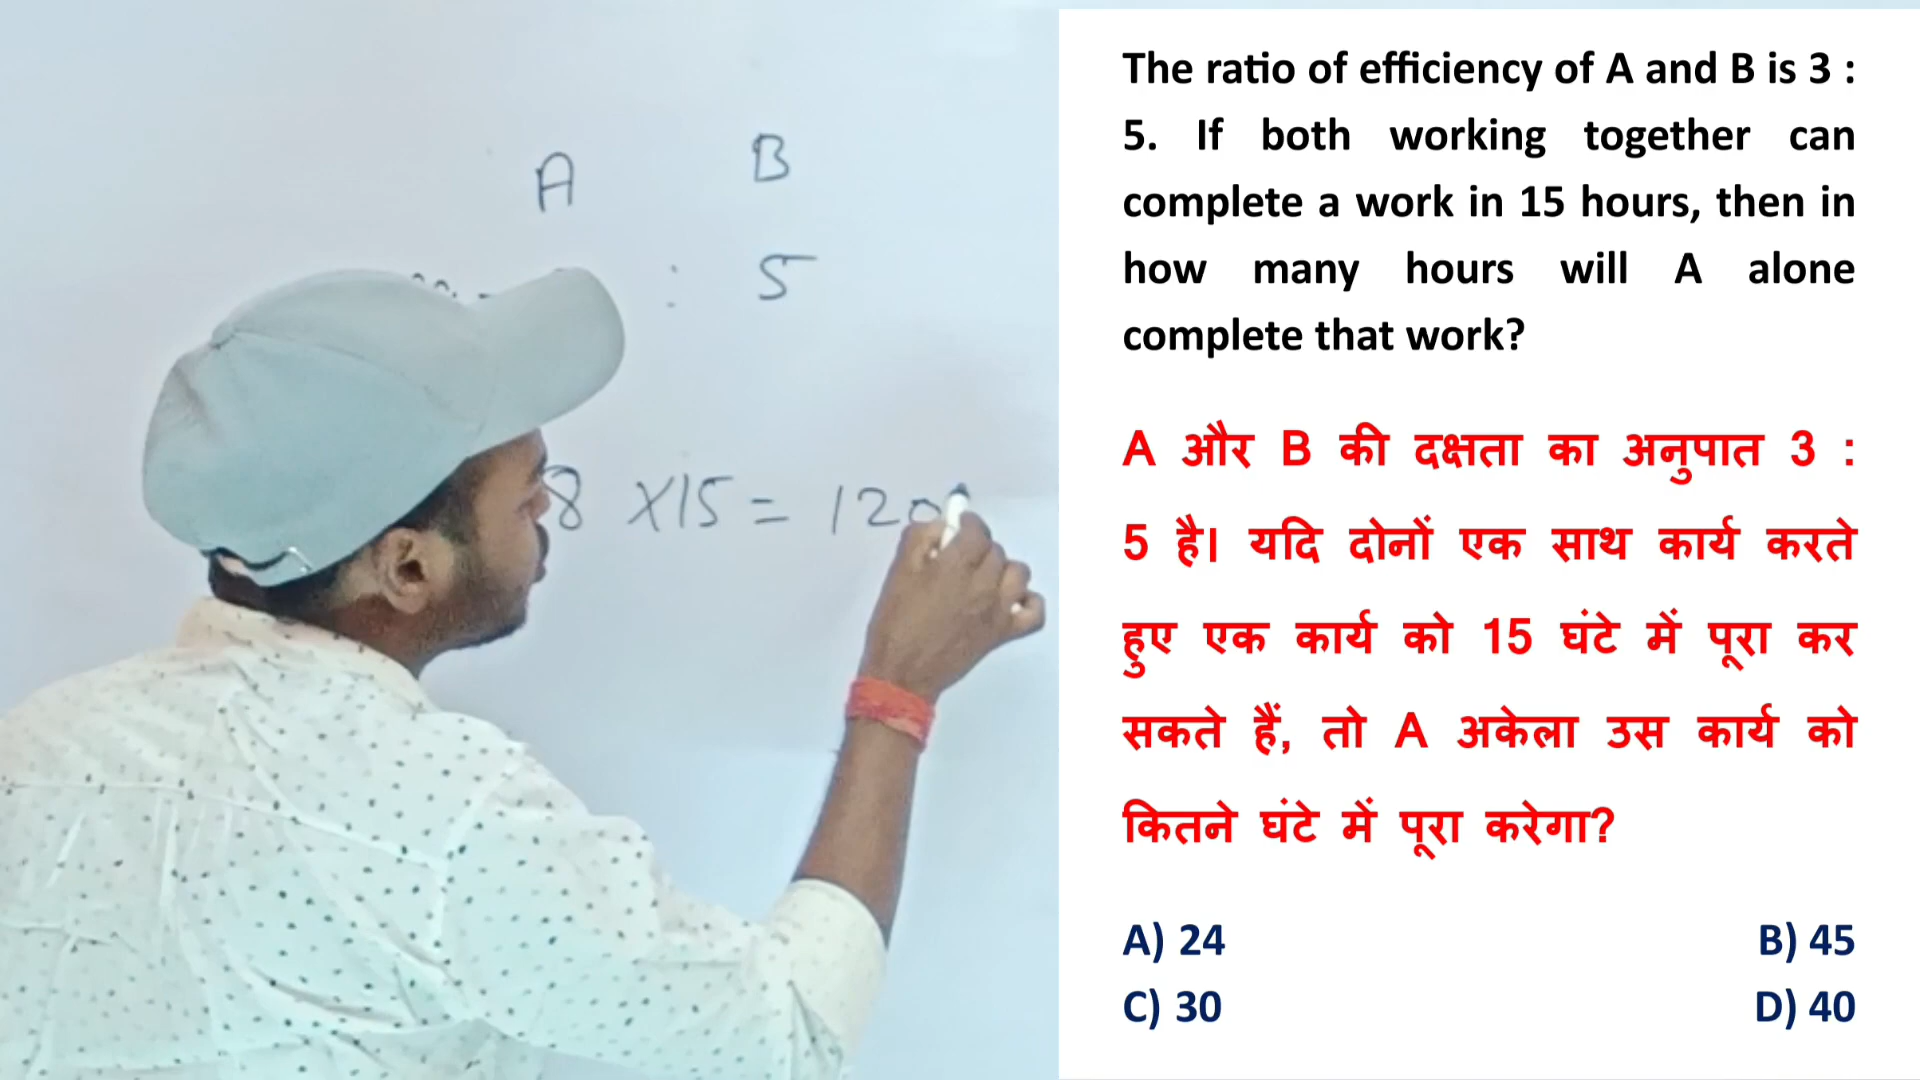 A B
: 5
8 ×15 = 120
The ratio of efficiency of A and B is 3 :
5. If both working together can
complete a work in 15 hours, then in
how many hours will A alone
complete that work?
A और B की दक्षता का अनुपात 3 :
5 है। यदि दोनों एक साथ कार्य करते
हुए एक कार्य को 15 घंटे में पूरा कर
सकते हैं, तो A अकेला उस कार्य को
कितने घंटे में पूरा करेगा?
A) 24 B) 45
C) 30 D) 40